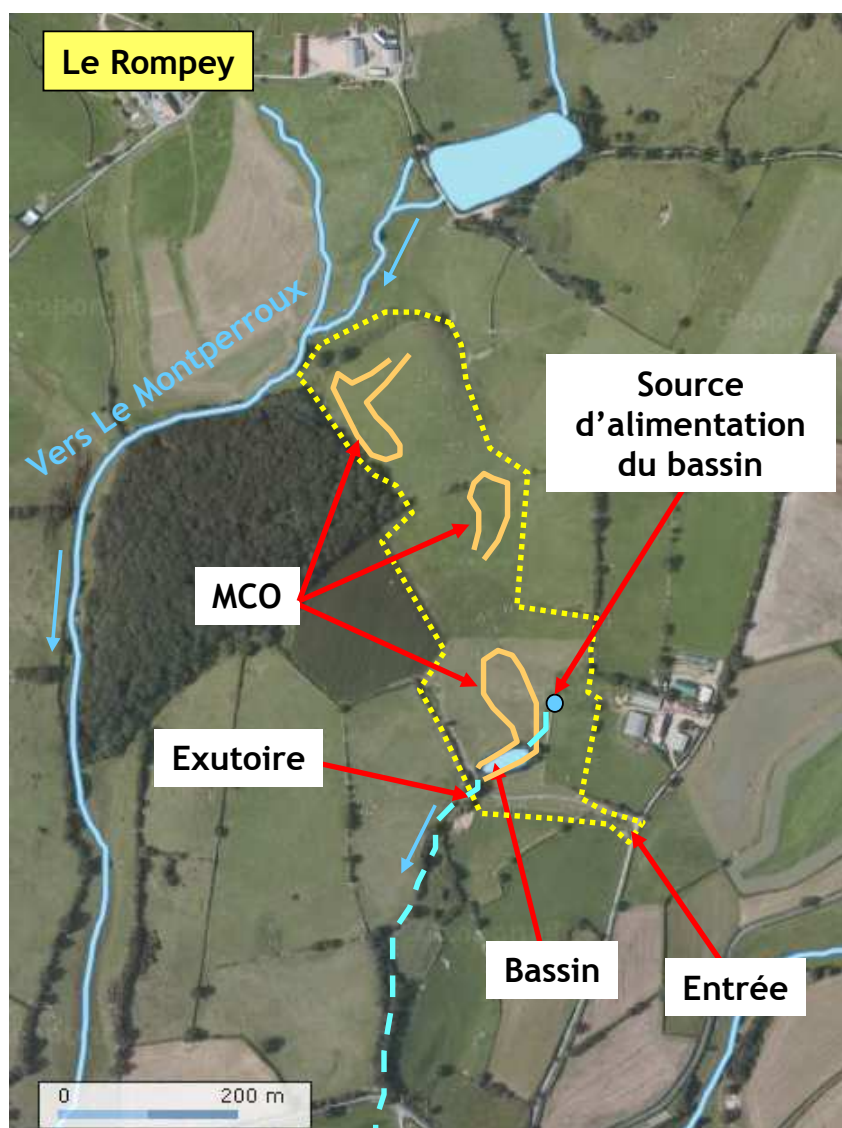 Le Rompey
Vers Le Montperroux
Source
d’alimentation
du bassin
MCO
Exutoire
Bassin
Entrée
0
200 m